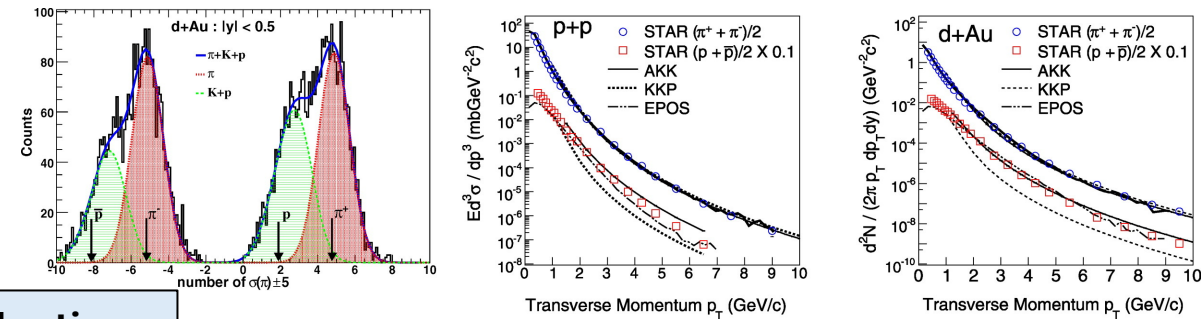 d+Au : |y| < 0.5
π+K+p
π
K+p
Counts
100
80
60
40
20
0
p̅
π⁻
p
π⁺
-10 -8 -6 -4 -2 0 2 4 6 8 10
number of σ(π)±5
p+p
STAR (π⁺ + π⁻)/2
STAR (p + p̅)/2 X 0.1
AKK
KKP
EPOS
Ed³σ / dp³ (mbGeV⁻²c²)
10²
10
1
10⁻¹
10⁻²
10⁻³
10⁻⁴
10⁻⁵
10⁻⁶
10⁻⁷
10⁻⁸
0 1 2 3 4 5 6 7 8 9 10
Transverse Momentum p_T (GeV/c)
d+Au
STAR (π⁺ + π⁻)/2
STAR (p + p̅)/2 X 0.1
AKK
KKP
EPOS
d²N / (2π p_T dp_T dy) (GeV⁻²c²)
10²
1
10⁻²
10⁻⁴
10⁻⁶
10⁻⁸
10⁻¹⁰
0 1 2 3 4 5 6 7 8 9 10
Transverse Momentum p_T (GeV/c)